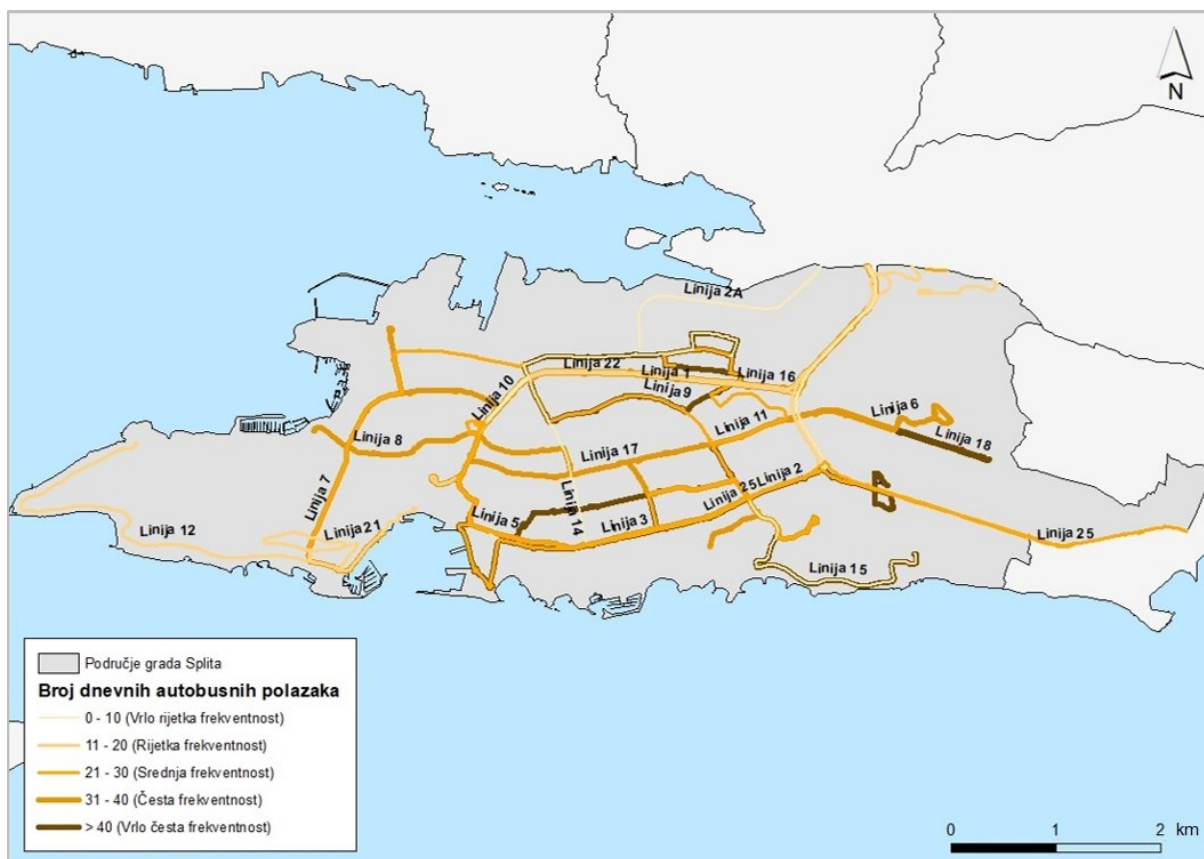 N
Linija 2A
Linija 22
Linija 1
Linija 16
Linija 10
Linija 9
Linija 11
Linija 6
Linija 18
Linija 8
Linija 17
Linija 7
Linija 25
Linija 2
Linija 14
Linija 5
Linija 3
Linija 12
Linija 21
Linija 25
Linija 15
Područje grada Splita
Broj dnevnih autobusnih polazaka
0 - 10 (Vrlo rijetka frekventnost)
11 - 20 (Rijetka frekventnost)
21 - 30 (Srednja frekventnost)
31 - 40 (Česta frekventnost)
> 40 (Vrlo česta frekventnost)
0 1 2 km